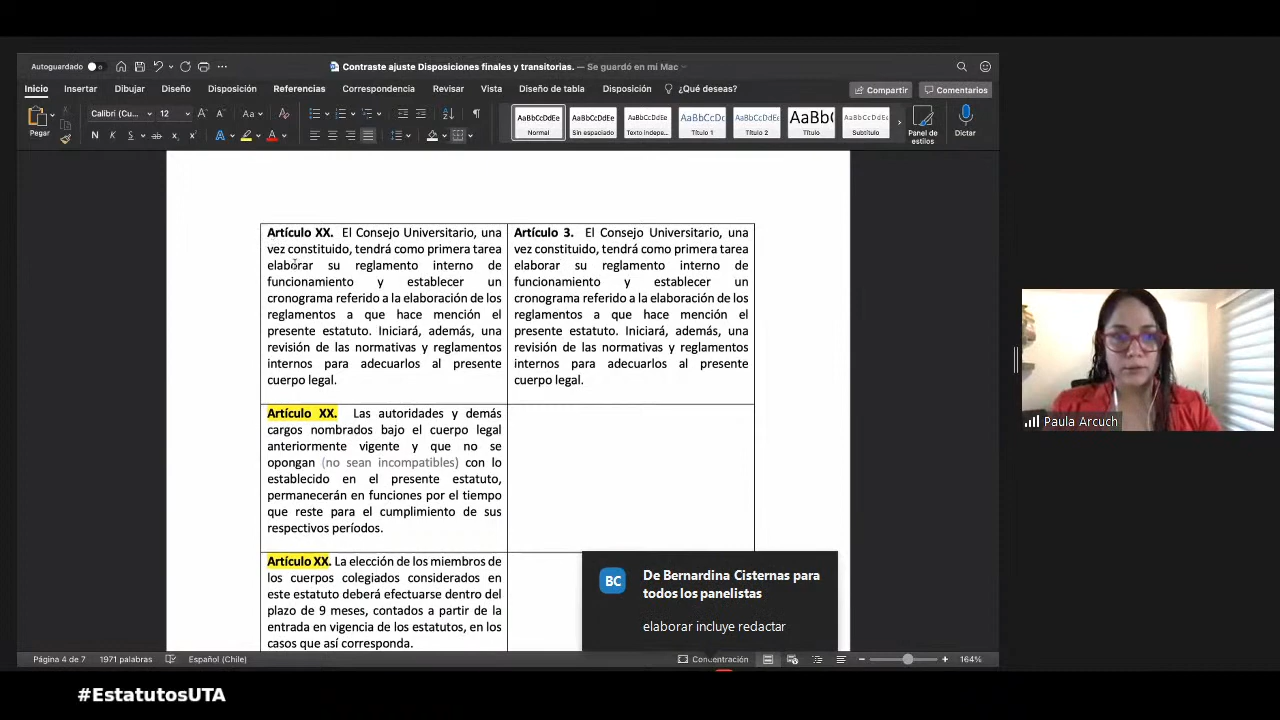 Autoguardado
Contraste ajuste Disposiciones finales y transitorias. — Se guardó en mi Mac
Inicio Insertar Dibujar Diseño Disposición Referencias Correspondencia Revisar Vista Diseño de tabla Disposición ¿Qué deseas? Compartir Comentarios
Pegar
Calibri (Cu... 12
AaBbCcDdEe Normal
AaBbCcDdEe Sin espaciado
AaBbCcDdEe Texto indepe...
AaBbCcDc Título 1
AaBbCcDdEe Título 2
AaBb( Título
AaBbCcDdEe Subtítulo
Panel de estilos
Dictar
Artículo XX. El Consejo Universitario, una
vez constituido, tendrá como primera tarea
elaborar su reglamento interno de
funcionamiento y establecer un
cronograma referido a la elaboración de los
reglamentos a que hace mención el
presente estatuto. Iniciará, además, una
revisión de las normativas y reglamentos
internos para adecuarlos al presente
cuerpo legal.
Artículo 3. El Consejo Universitario, una
vez constituido, tendrá como primera tarea
elaborar su reglamento interno de
funcionamiento y establecer un
cronograma referido a la elaboración de los
reglamentos a que hace mención el
presente estatuto. Iniciará, además, una
revisión de las normativas y reglamentos
internos para adecuarlos al presente
cuerpo legal.
Artículo XX. Las autoridades y demás
cargos nombrados bajo el cuerpo legal
anteriormente vigente y que no se
opongan (no sean incompatibles) con lo
establecido en el presente estatuto,
permanecerán en funciones por el tiempo
que reste para el cumplimiento de sus
respectivos períodos.
Artículo XX. La elección de los miembros de
los cuerpos colegiados considerados en
este estatuto deberá efectuarse dentro del
plazo de 9 meses, contados a partir de la
entrada en vigencia de los estatutos, en los
casos que así corresponda.
BC
De Bernardina Cisternas para
todos los panelistas
elaborar incluye redactar
Paula Arcuch
Página 4 de 7 1971 palabras Español (Chile) Concentración 164%
#EstatutosUTA